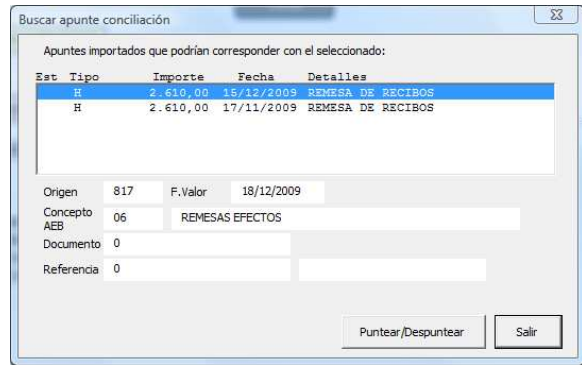 Buscar apunte conciliación
Apuntes importados que podrían corresponder con el seleccionado:
Est Tipo Importe Fecha Detalles
H 2.610,00 15/12/2009 REMESA DE RECIBOS
H 2.610,00 17/11/2009 REMESA DE RECIBOS
Origen 817 F.Valor 18/12/2009
Concepto AEB 06 REMESAS EFECTOS
Documento 0
Referencia 0
Puntear/Despuntear Salir